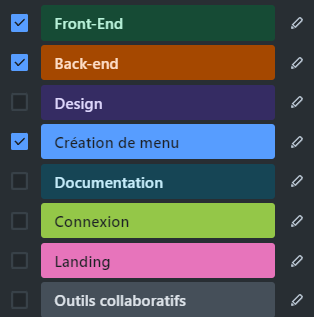 Front-End
Back-end
Design
Création de menu
Documentation
Connexion
Landing
Outils collaboratifs